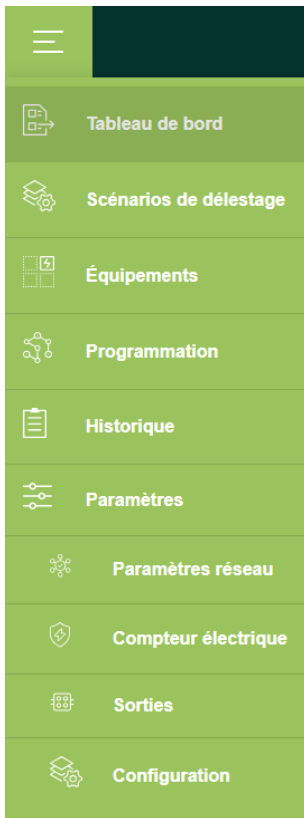 Tableau de bord
Scénarios de délestage
Équipements
Programmation
Historique
Paramètres
Paramètres réseau
Compteur électrique
Sorties
Configuration